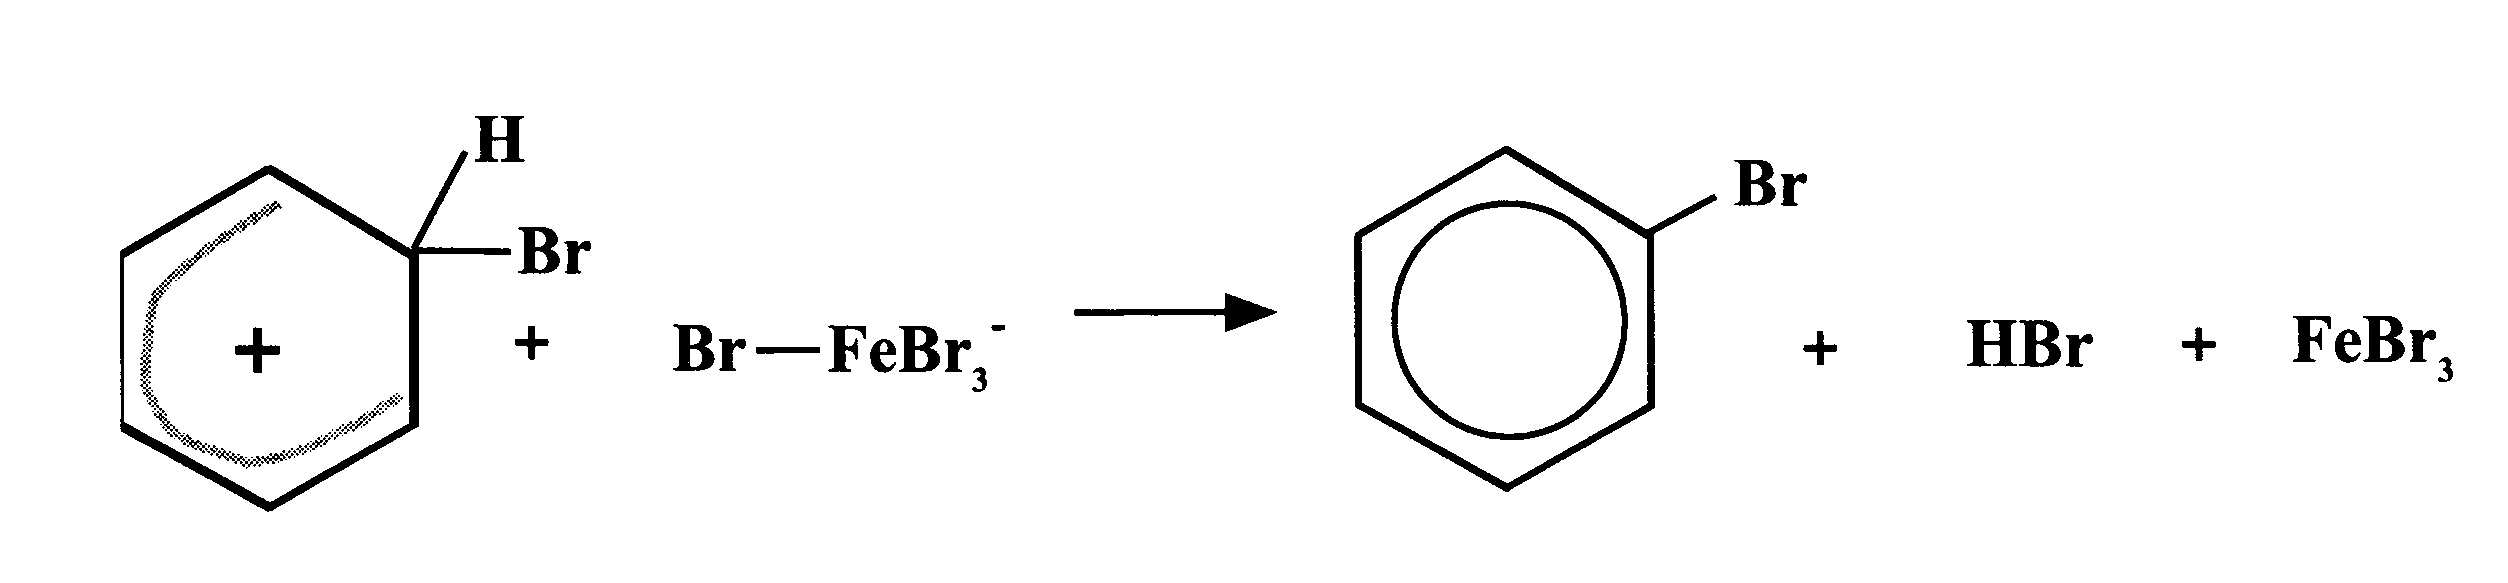 H
Br
+ + Br—FeBr₃⁻ Br + HBr + FeBr₃